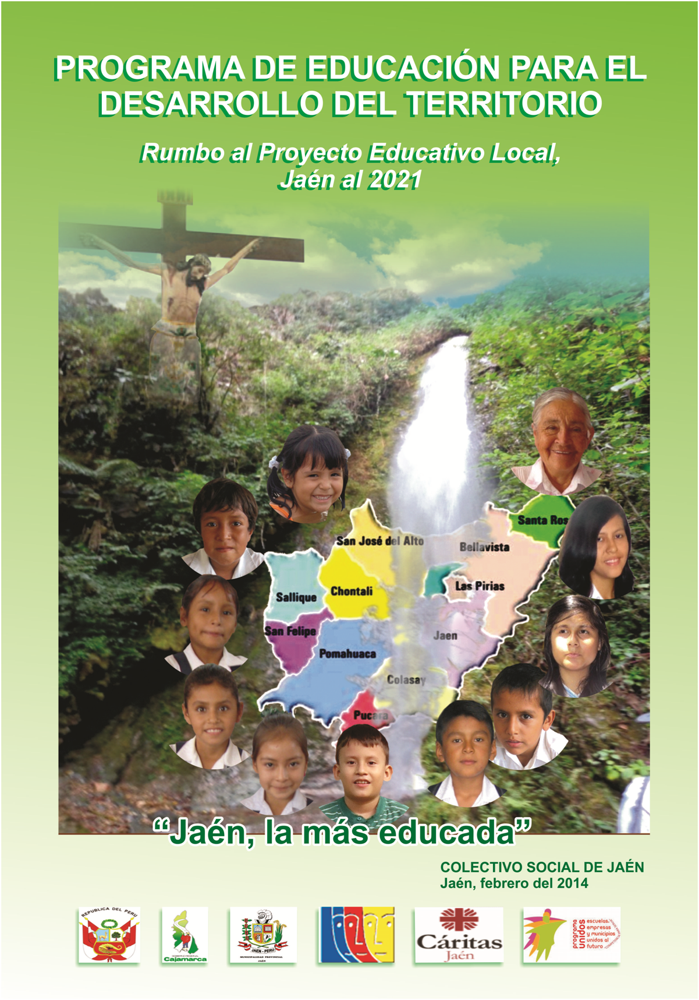 PROGRAMA DE EDUCACIÓN PARA EL
DESARROLLO DEL TERRITORIO
Rumbo al Proyecto Educativo Local,
Jaén al 2021
Santa Ros
San José del Alto
Bellavista
Las Pirias
Chontali
Sallique
San Felipe
Jaen
Pomahuaca
Colasay
Pucara
“Jaén, la más educada”
COLECTIVO SOCIAL DE JAÉN
Jaén, febrero del 2014
REPUBLICA DEL PERU
GOBIERNO REGIONAL
Cajamarca
JAEN - PERU
MUNICIPALIDAD PROVINCIAL
JAÉN
Cáritas
Jaén
programa
unidos
escuelas,
empresas
y municipios
unidos al
futuro